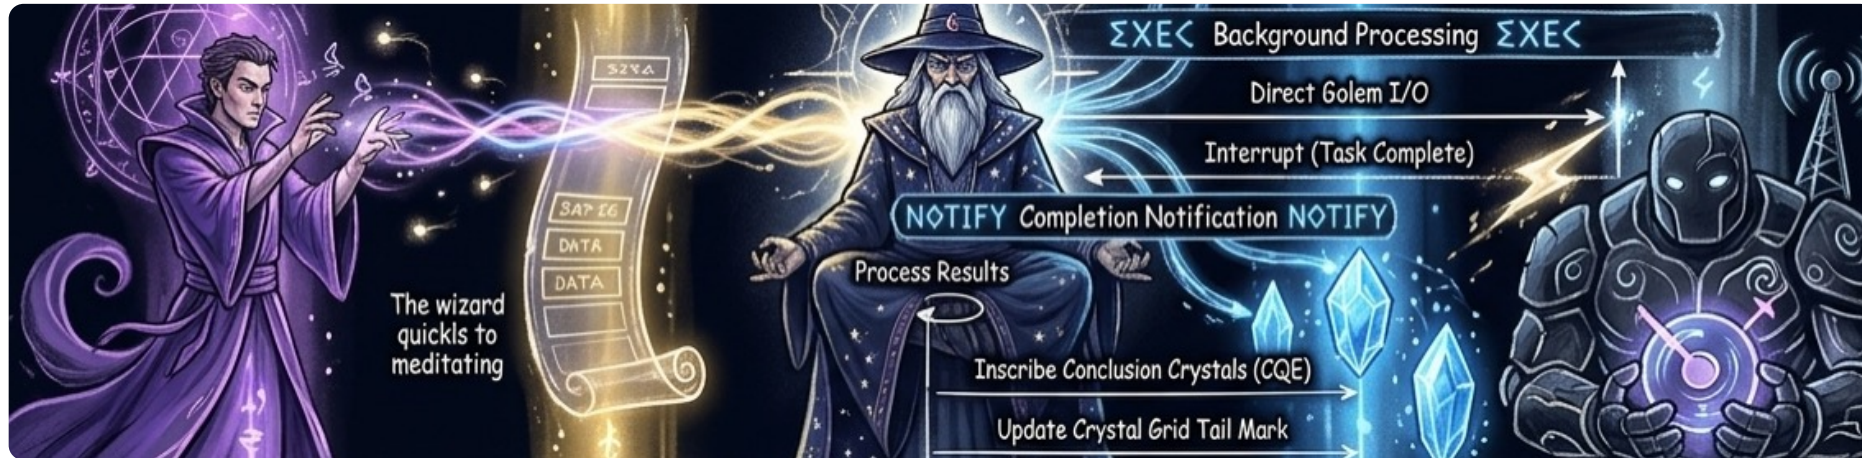 ΣXEC Background Processing ΣXEC
Direct Golem I/O
Interrupt (Task Complete)
NOTIFY Completion Notification NOTIFY
Process Results
The wizard
quickls to
meditating
DATA
DATA
Inscribe Conclusion Crystals (CQE)
Update Crystal Grid Tail Mark